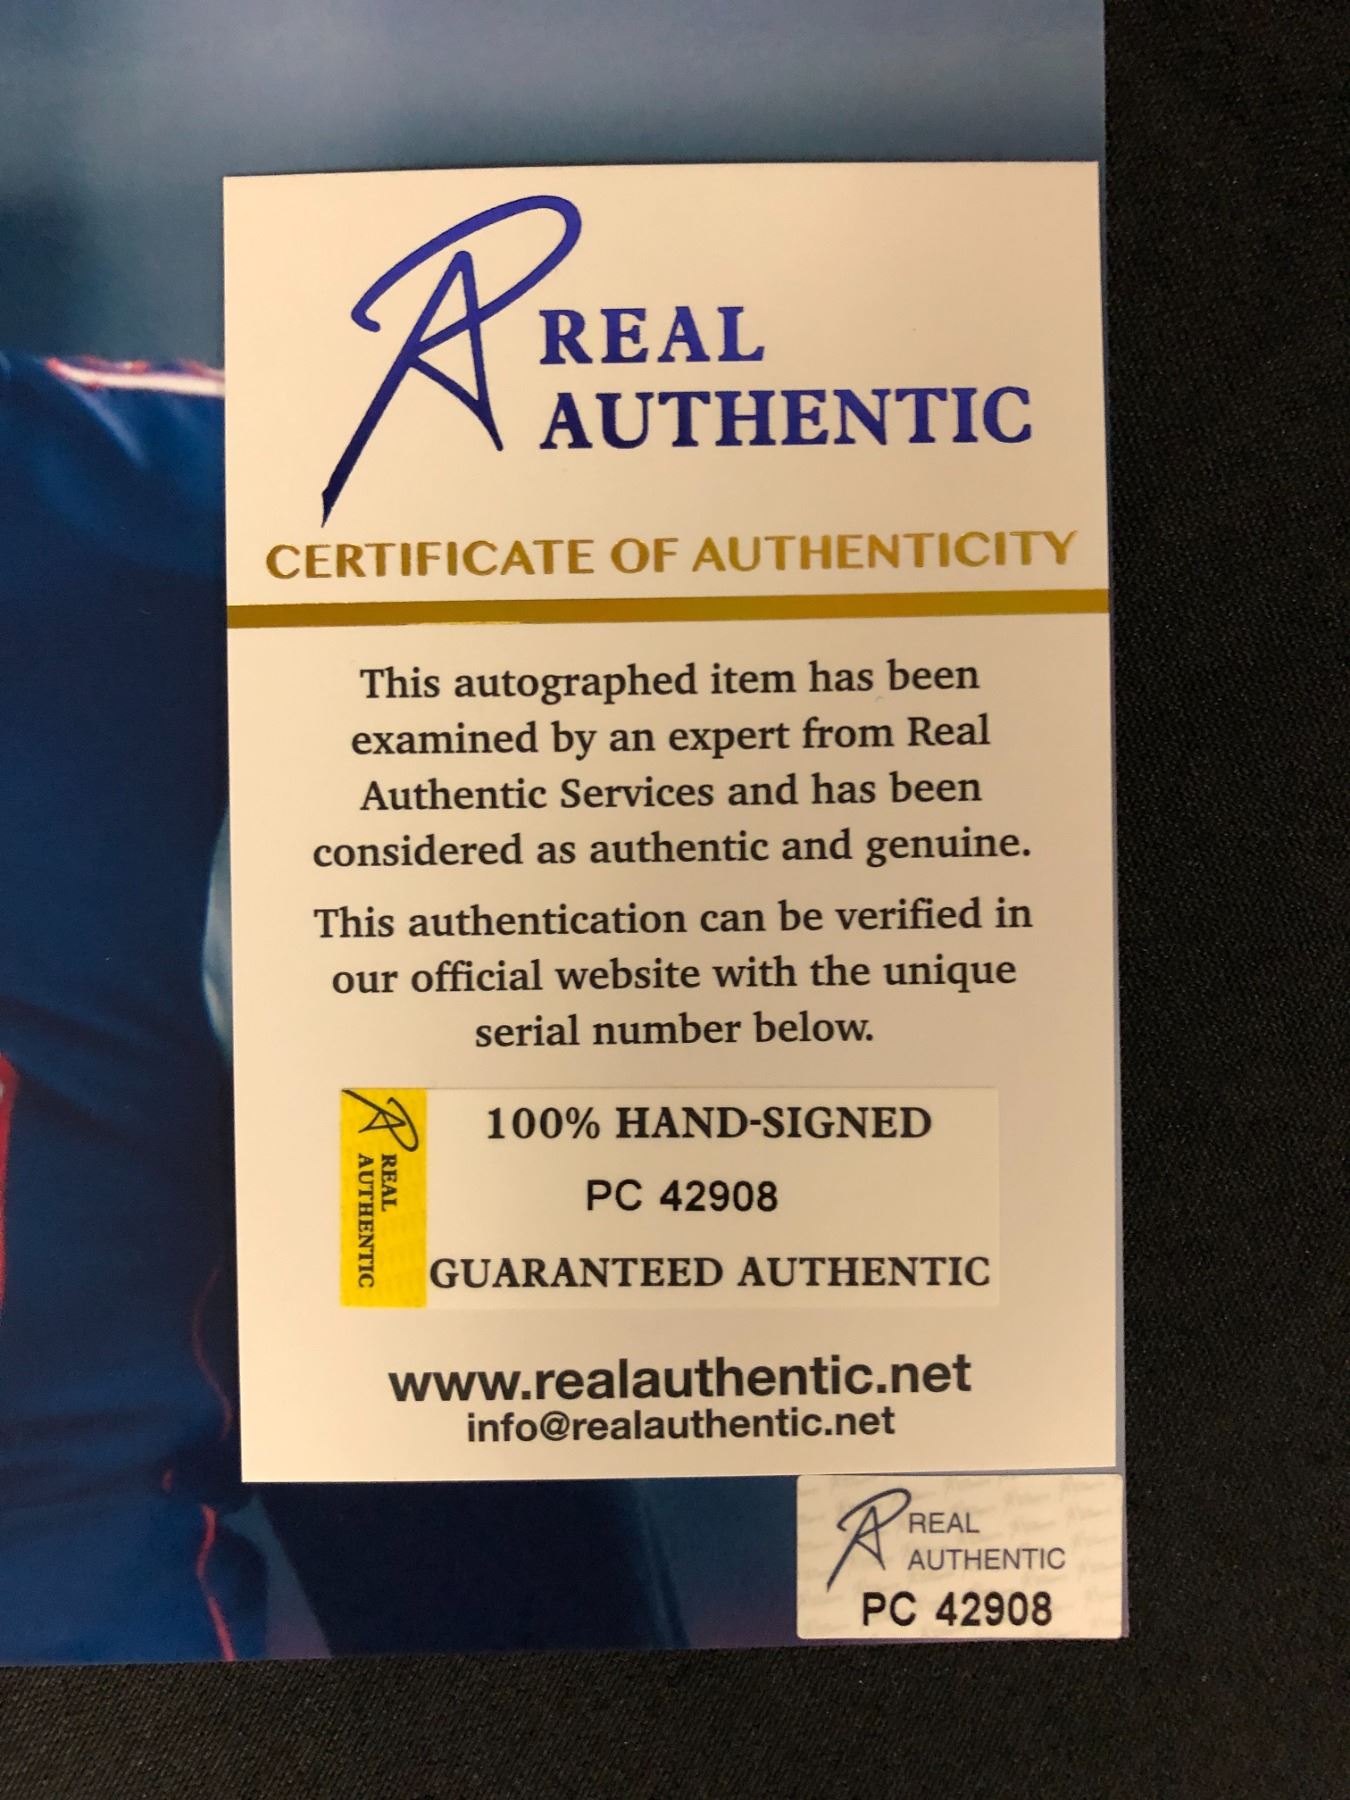 REAL
AUTHENTIC
CERTIFICATE OF AUTHENTICITY
This autographed item has been
examined by an expert from Real
Authentic Services and has been
considered as authentic and genuine.
This authentication can be verified in
our official website with the unique
serial number below.
REAL
AUTHENTIC
100% HAND-SIGNED
PC 42908
GUARANTEED AUTHENTIC
www.realauthentic.net
info@realauthentic.net
REAL
AUTHENTIC
PC 42908